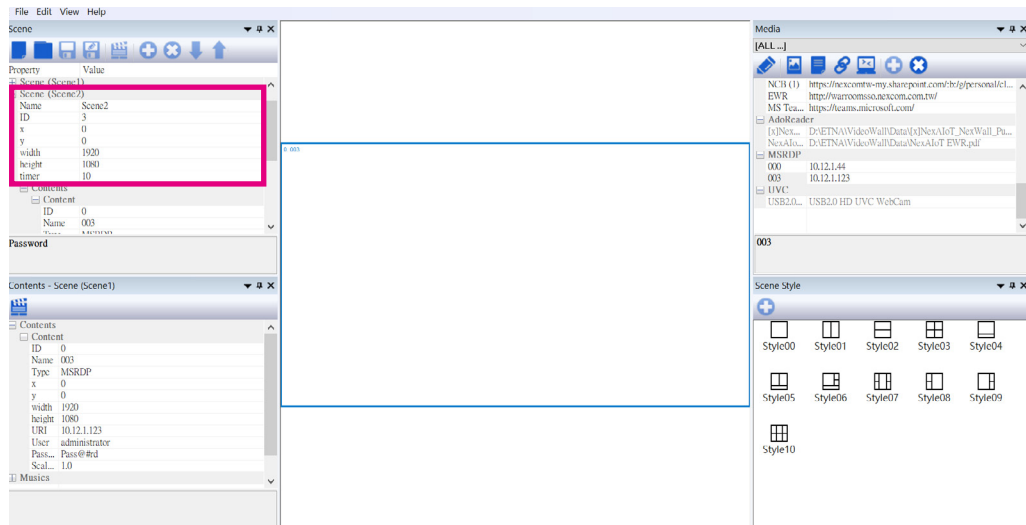 File Edit View Help
Scene
Property Value
Scene (Scene1)
Scene (Scene2)
Name Scene2
ID 3
x 0
y 0
width 1920
height 1080
timer 10
Contents
Content
ID 0
Name 003
Type MSRDP
Password
Contents - Scene (Scene1)
Contents
Content
ID 0
Name 003
Type MSRDP
x 0
y 0
width 1920
height 1080
URI 10.12.1.123
User administrator
Pass... Pass@#rd
Scal... 1.0
Musics
0 003
Media
[ALL ...]
NCB (1) https://nexcomtw-my.sharepoint.com/:b:/g/personal/cl...
EWR http://warroomsso.nexcom.com.tw/
MS Tea... https://teams.microsoft.com/
AdoReader
[x]Nex... D:\ETNA\VideoWall\Data\[x]NexAIoT_NexWall_Pu...
NexAIo... D:\ETNA\VideoWall\Data\NexAIoT EWR.pdf
MSRDP
000 10.12.1.44
003 10.12.1.123
UVC
USB2.0... USB2.0 HD UVC WebCam
003
Scene Style
Style00 Style01 Style02 Style03 Style04
Style05 Style06 Style07 Style08 Style09
Style10